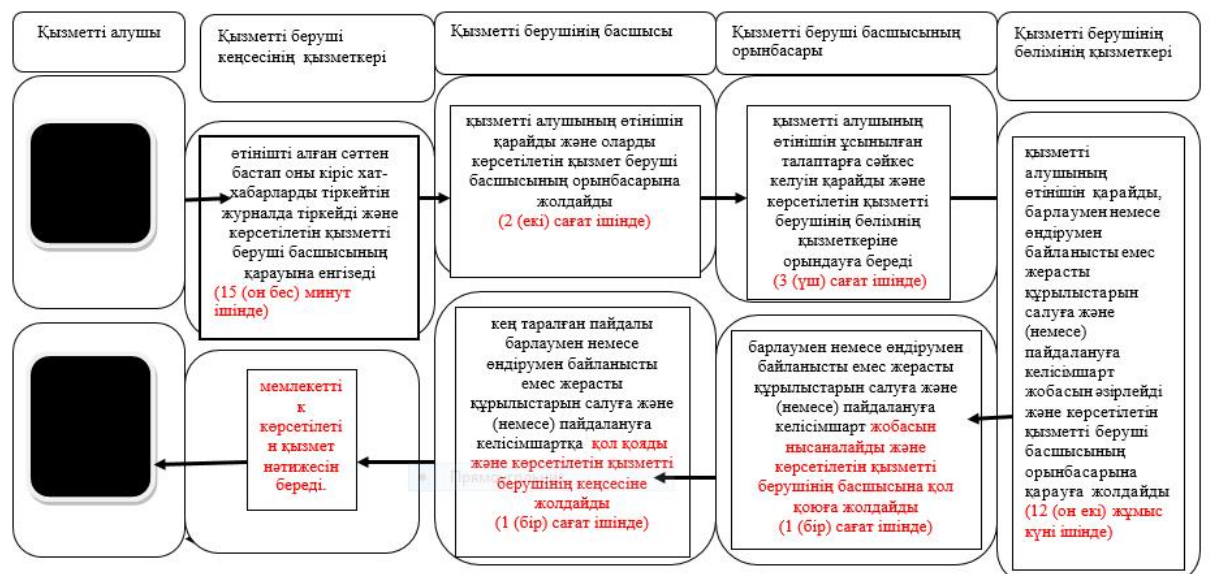 Қызметті алушы
Қызметті беруші
кеңсесінің қызметкері
Қызметті берушінің басшысы
Қызметті беруші басшысының
орынбасары
Қызметті берушінің
бөлімінің қызметкері
өтінішті алған сәттен
бастап оны кіріс хат-
хабарларды тіркейтін
журналда тіркейді және
көрсетілетін қызметті
беруші басшысының
қарауына енгізеді
(15 (он бес) минут
ішінде)
қызметті алушының өтінішін
қарайды және оларды
көрсетілетін қызмет беруші
басшысының орынбасарына
жолдайды
(2 (екі) сағат ішінде)
қызметті алушының
өтінішін ұсынылған
талаптарға сәйкес
келуін қарайды және
көрсетілетін қызметті
берушінің бөлімнің
қызметкеріне
орындауға береді
(3 (үш) сағат ішінде)
қызметті
алушының
өтінішін қарайды,
барлаумен немесе
өндірумен
байланысты емес
жерасты
құрылыстарын
салуға және
(немесе)
пайдалануға
келісімшарт
жобасын әзірлейді
және көрсетілетін
қызметті беруші
басшысының
орынбасарына
қарауға жолдайды
(12 (он екі) жұмыс
күні ішінде)
барлаумен немесе өндірумен
байланысты емес жерасты
құрылыстарын салуға және
(немесе) пайдалануға
келісімшарт жобасын
нысаналайды және
көрсетілетін қызметті
берушінің басшысына қол
қоюға жолдайды
(1 (бір) сағат ішінде)
кең таралған пайдалы
барлаумен немесе
өндірумен байланысты
емес жерасты
құрылыстарын салуға және
(немесе) пайдалануға
келісімшартқа қол қояды
және көрсетілетін қызметті
берушінің кеңсесіне
жолдайды
(1 (бір) сағат ішінде)
мемлекетті
к
көрсетілеті
н қызмет
нәтижесін
береді.